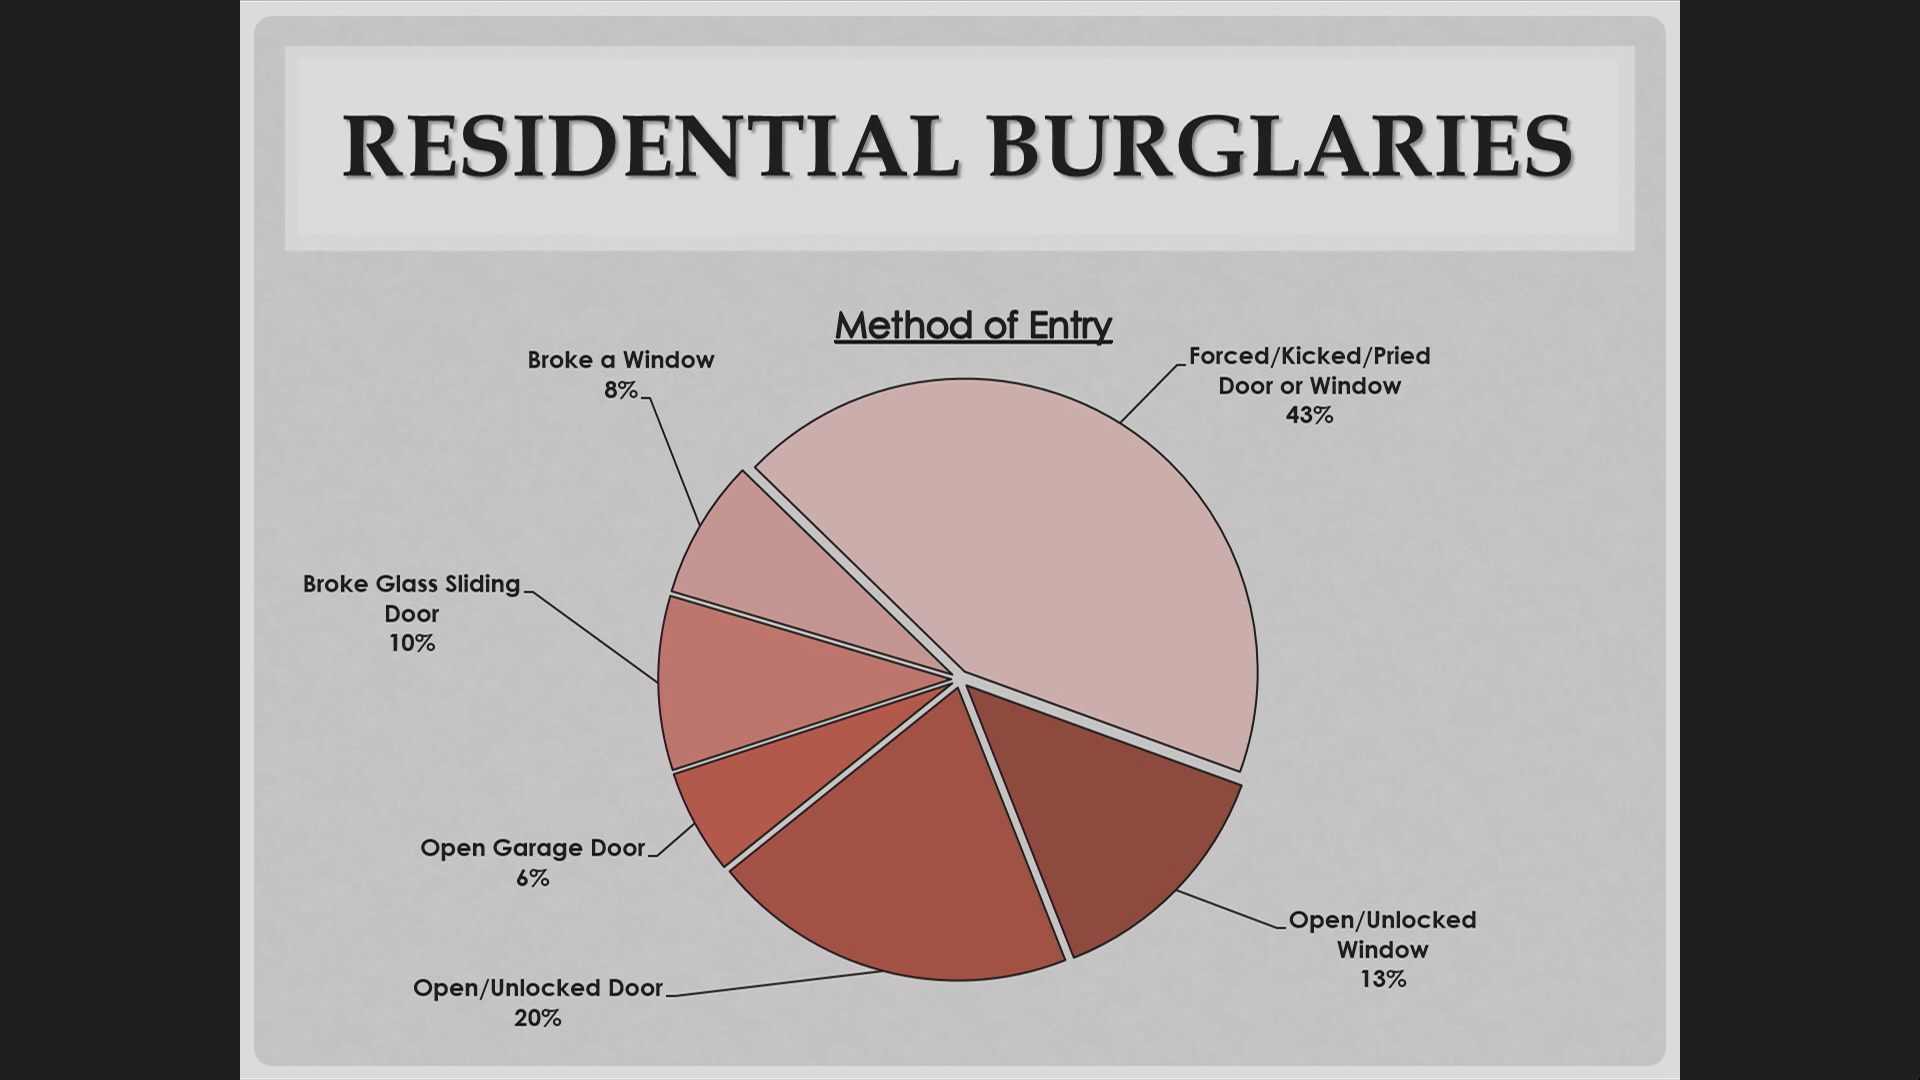 RESIDENTIAL BURGLARIES
Method of Entry
Broke a Window
8%
Forced/Kicked/Pried
Door or Window
43%
Broke Glass Sliding
Door
10%
Open Garage Door
6%
Open/Unlocked
Window
13%
Open/Unlocked Door
20%